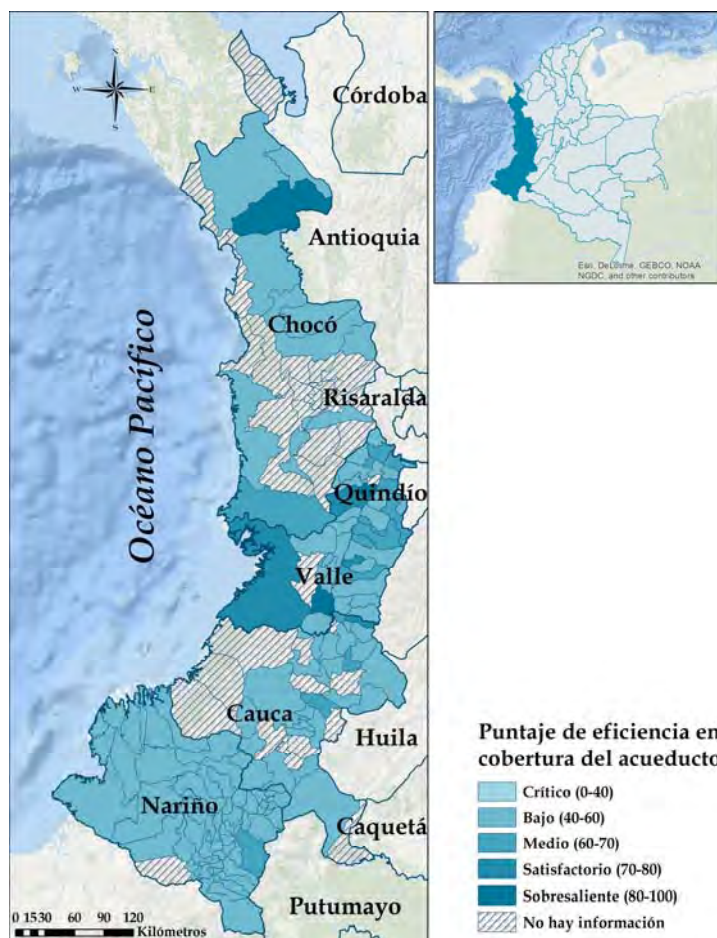 N
W E
S
Córdoba
Antioquia
Chocó
Risaralda
Quindío
Océano Pacífico
Valle
Cauca
Huila
Nariño
Caquetá
Putumayo
0 15 30 60 90 120
Kilómetros
Esri, DeLorme, GEBCO, NOAA
NGDC, and other contributors
Puntaje de eficiencia en
cobertura del acueducto
Crítico (0-40)
Bajo (40-60)
Medio (60-70)
Satisfactorio (70-80)
Sobresaliente (80-100)
No hay información